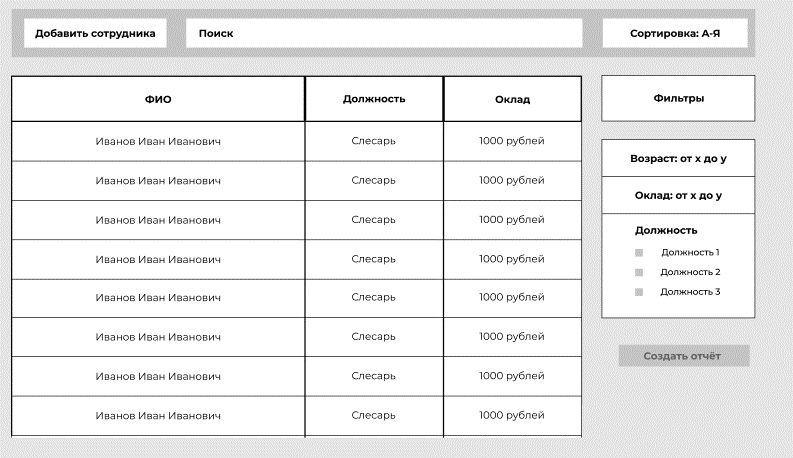 Добавить сотрудника Поиск Сортировка: А-Я
ФИО Должность Оклад Фильтры
Иванов Иван Иванович Слесарь 1000 рублей
Иванов Иван Иванович Слесарь 1000 рублей
Иванов Иван Иванович Слесарь 1000 рублей
Иванов Иван Иванович Слесарь 1000 рублей
Иванов Иван Иванович Слесарь 1000 рублей
Иванов Иван Иванович Слесарь 1000 рублей
Иванов Иван Иванович Слесарь 1000 рублей
Иванов Иван Иванович Слесарь 1000 рублей
Возраст: от x до y
Оклад: от x до y
Должность
Должность 1
Должность 2
Должность 3
Создать отчёт